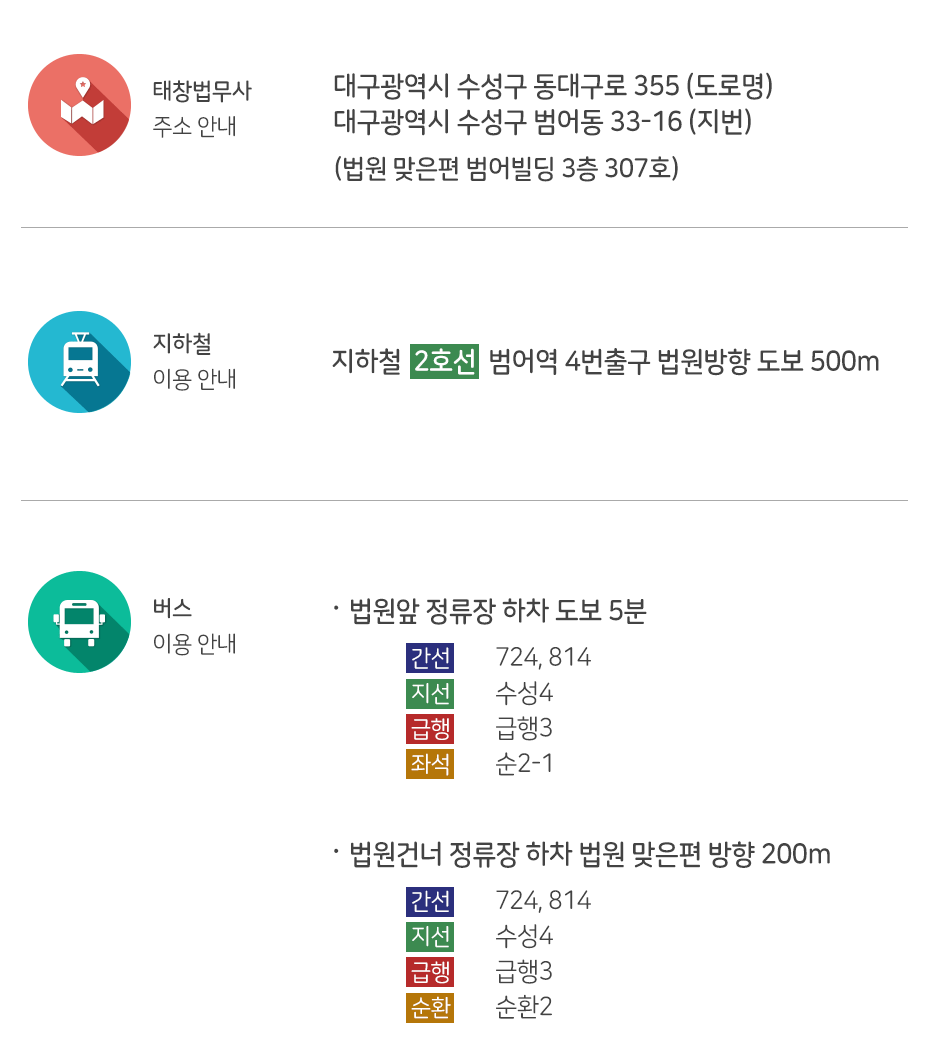 태창법무사
주소 안내
대구광역시 수성구 동대구로 355 (도로명)
대구광역시 수성구 범어동 33-16 (지번)
(법원 맞은편 범어빌딩 3층 307호)
지하철
이용 안내
지하철 2호선 범어역 4번출구 법원방향 도보 500m
버스
이용 안내
· 법원앞 정류장 하차 도보 5분
간선 724, 814
지선 수성4
급행 급행3
좌석 순2-1
· 법원건너 정류장 하차 법원 맞은편 방향 200m
간선 724, 814
지선 수성4
급행 급행3
순환 순환2